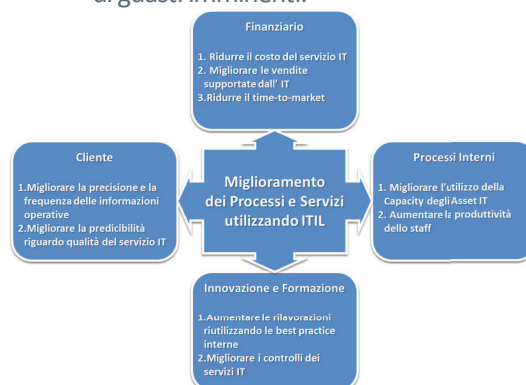 di guasti imminenti.
Finanziario
1. Ridurre il costo del servizio IT
2. Migliorare le vendite
supportate dall' IT
3.Ridurre il time-to-market
Cliente
1.Migliorare la precisione e la
frequenza delle informazioni
operative
2.Migliorare la predicibilità
riguardo qualità del servizio IT
Miglioramento
dei Processi e Servizi
utilizzando ITIL
Processi Interni
1. Migliorare l'utilizzo della
Capacity degli Asset IT
2. Aumentare la produttività
dello staff
Innovazione e Formazione
1.Aumentare le rilavorazioni
riutilizzando le best practice
interne
2.Migliorare i controlli dei
servizi IT